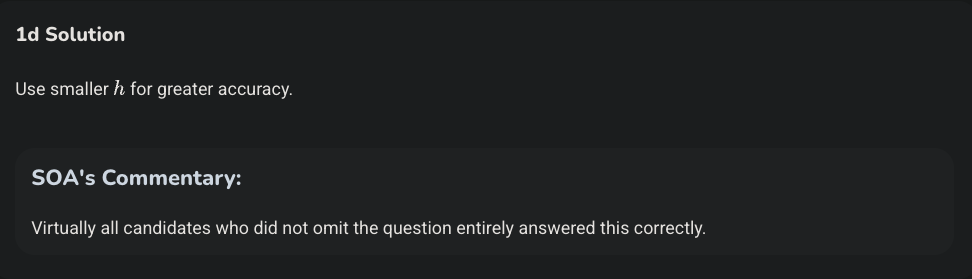 1d Solution
Use smaller h for greater accuracy.
SOA's Commentary:
Virtually all candidates who did not omit the question entirely answered this correctly.